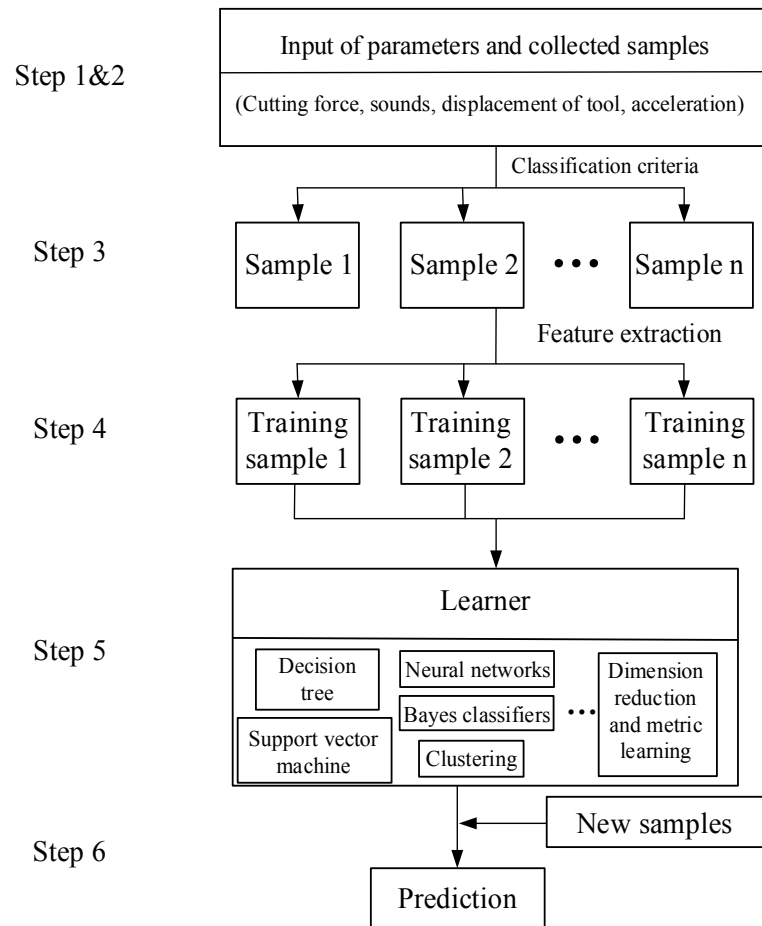 Step 1&2
Input of parameters and collected samples
(Cutting force, sounds, displacement of tool, acceleration)
Classification criteria
Step 3
Sample 1
Sample 2
•••
Sample n
Feature extraction
Step 4
Training
sample 1
Training
sample 2
•••
Training
sample n
Step 5
Learner
Decision
tree
Support vector
machine
Neural networks
Bayes classifiers
Clustering
•••
Dimension
reduction
and metric
learning
Step 6
New samples
Prediction